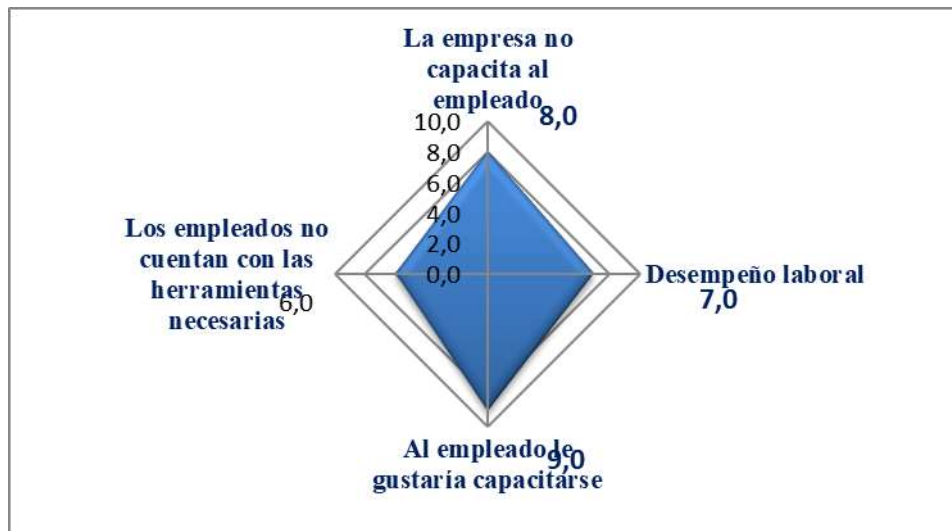 La empresa no
capacita al
empleado
8,0
10,0
8,0
6,0
4,0
2,0
0,0
Los empleados no
cuentan con las
herramientas
necesarias
6,0
Desempeño laboral
7,0
Al empleado le
gustaría capacitarse
9,0